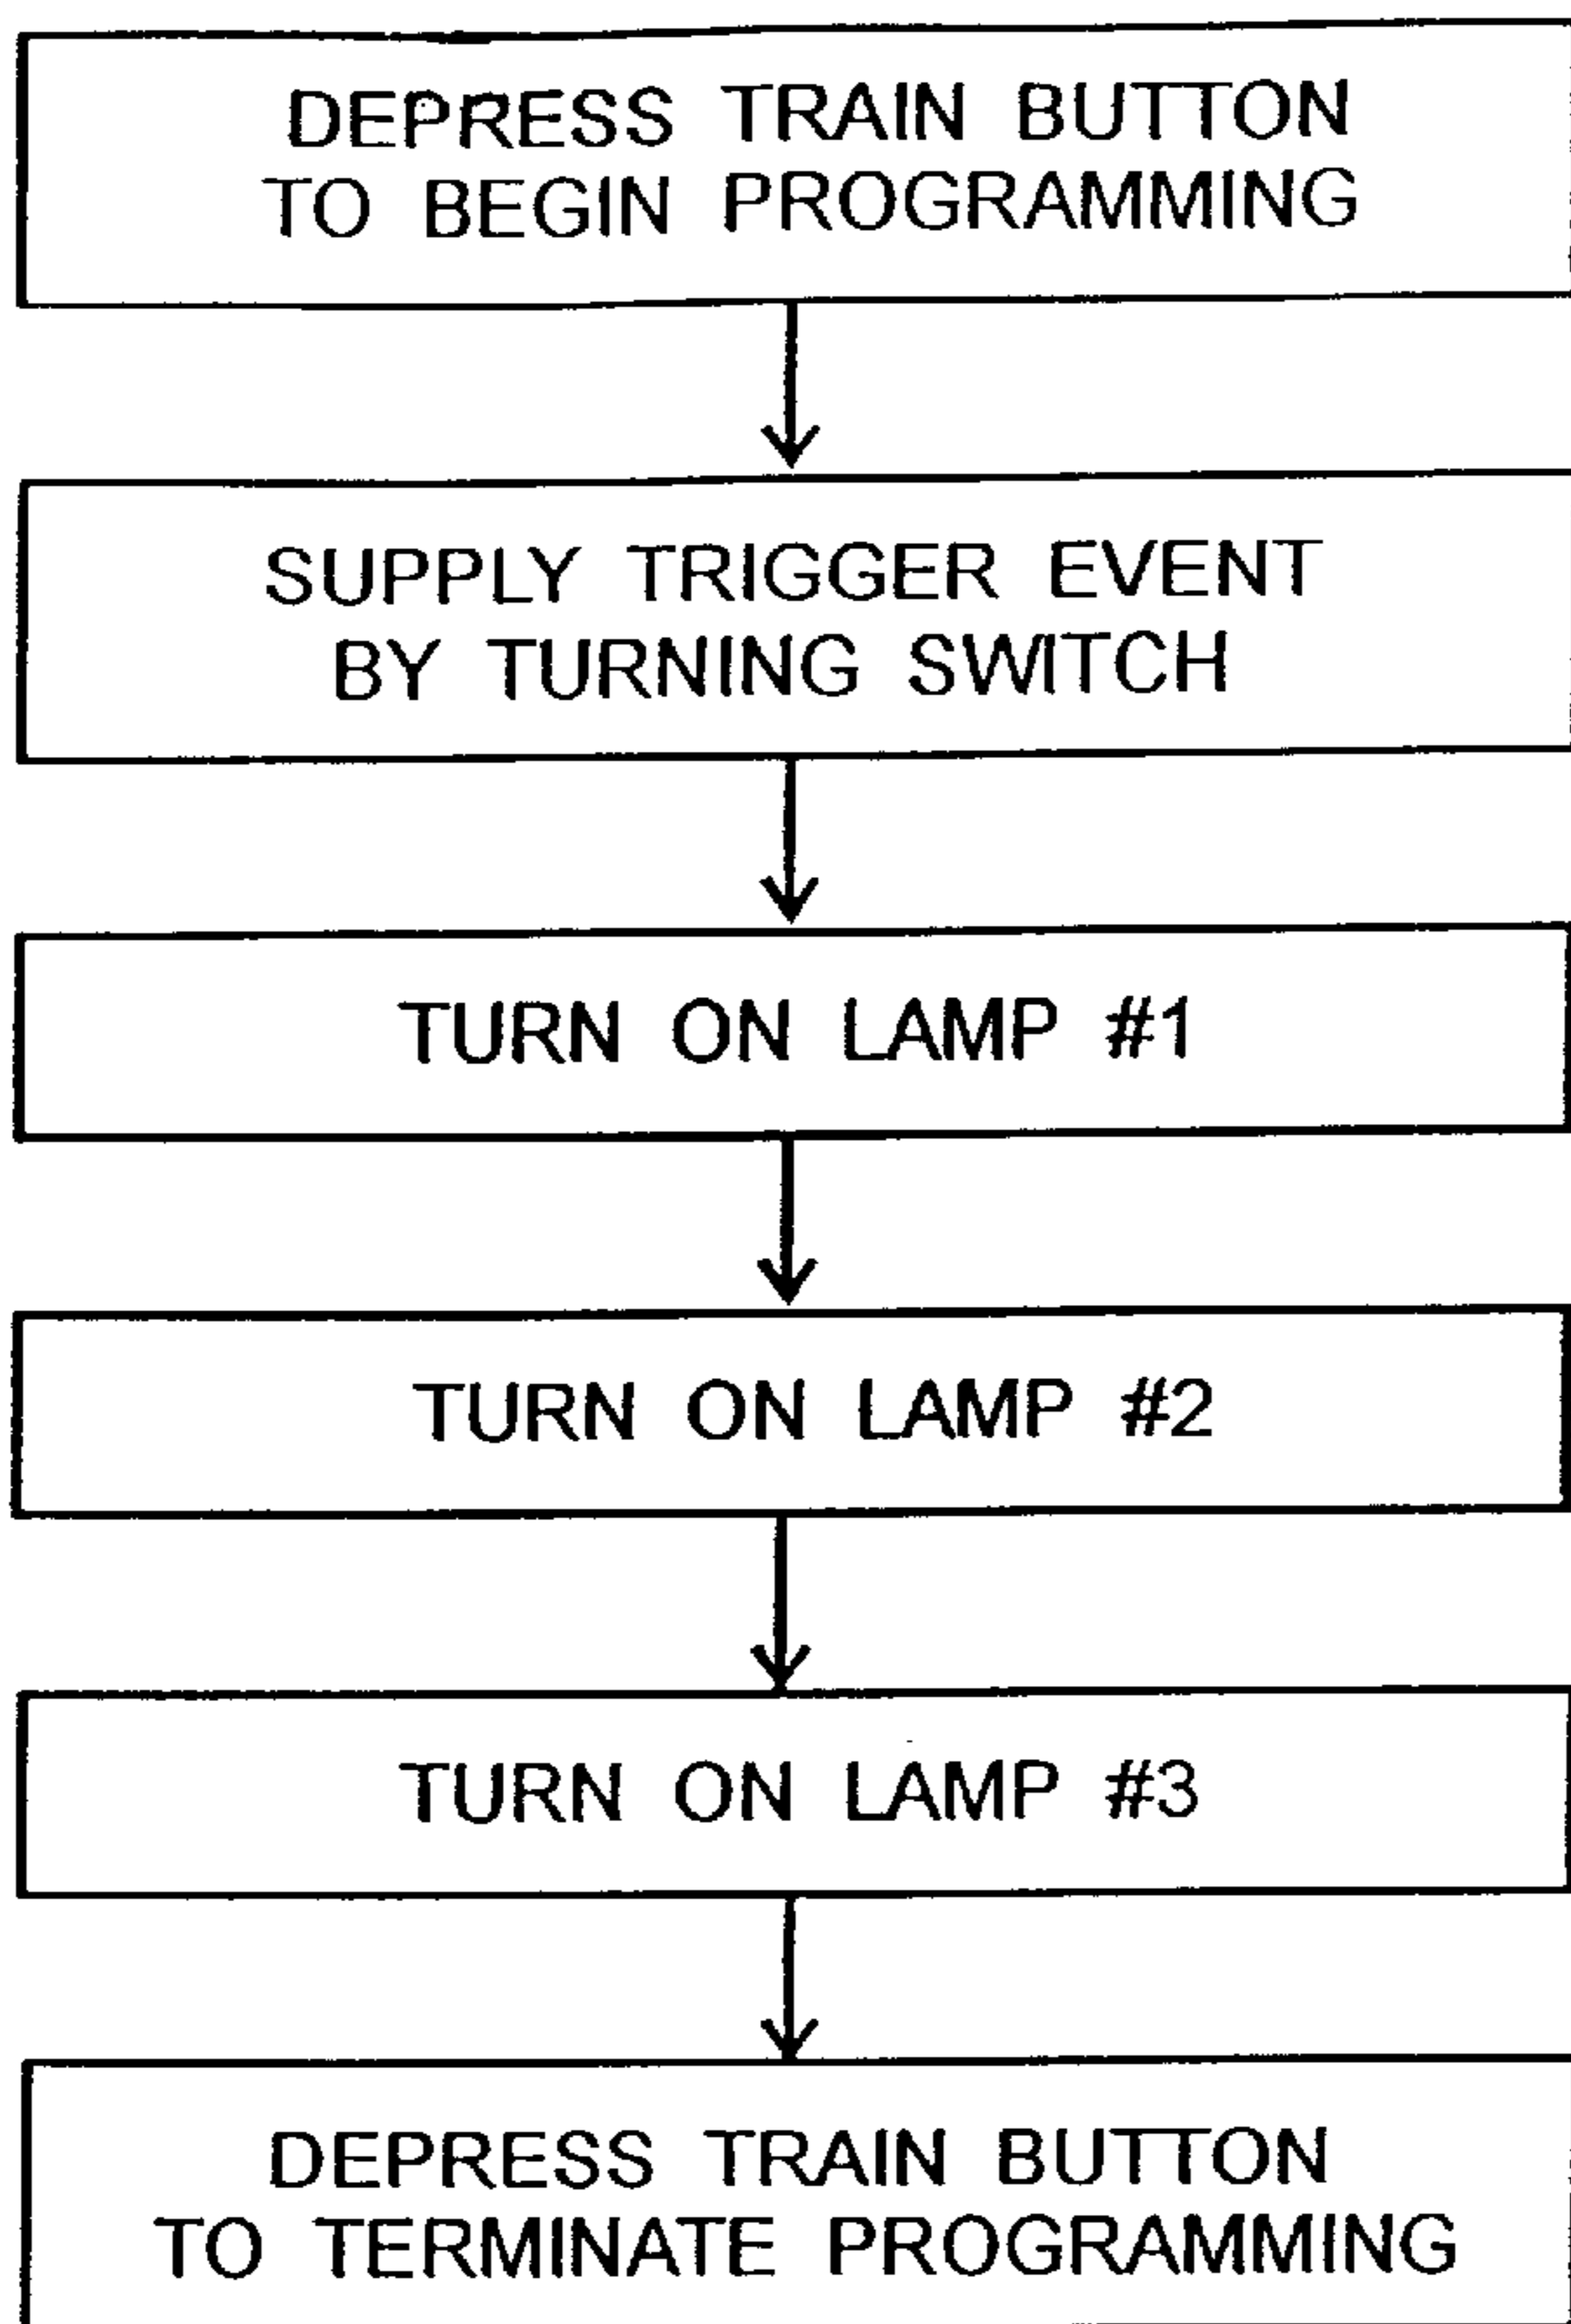 DEPRESS TRAIN BUTTON
TO BEGIN PROGRAMMING
SUPPLY TRIGGER EVENT
BY TURNING SWITCH
TURN ON LAMP #1
TURN ON LAMP #2
TURN ON LAMP #3
DEPRESS TRAIN BUTTON
TO TERMINATE PROGRAMMING